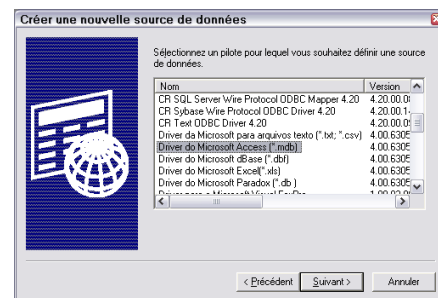 Créer une nouvelle source de données
Sélectionnez un pilote pour lequel vous souhaitez définir une source
de données.
Nom Version
CR SQL Server Wire Protocol ODBC Mapper 4.20 4.20.00.0
CR Sybase Wire Protocol ODBC Driver 4.20 4.20.00.1
CR Text ODBC Driver 4.20 4.20.00.0
Driver da Microsoft para arquivos texto (*.txt; *.csv) 4.00.6305
Driver do Microsoft Access (*.mdb) 4.00.6305
Driver do Microsoft dBase (*.dbf) 4.00.6305
Driver do Microsoft Excel(*.xls) 4.00.6305
Driver do Microsoft Paradox (*.db ) 4.00.6305
Driver para o Microsoft Visual FoxPro
< Précédent Suivant > Annuler